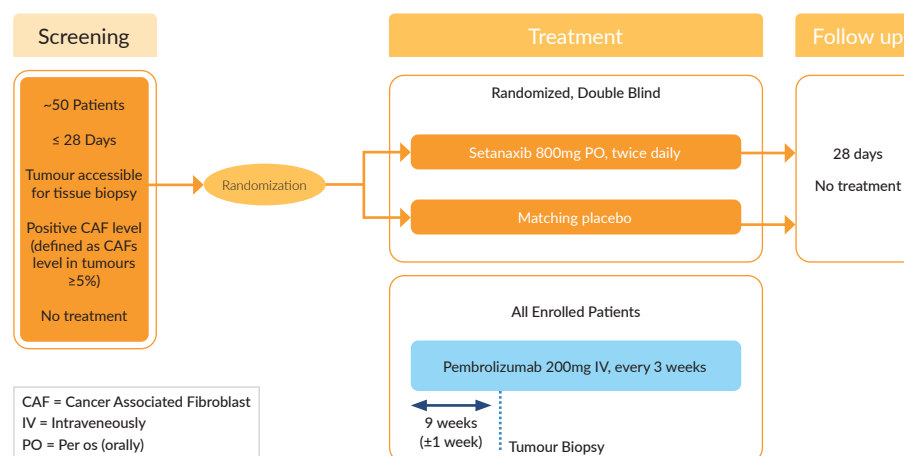 Screening
Treatment
Follow up
~50 Patients
≤ 28 Days
Tumour accessible
for tissue biopsy
Positive CAF level
(defined as CAFs
level in tumours
≥5%)
No treatment
Randomization
Randomized, Double Blind
Setanaxib 800mg PO, twice daily
Matching placebo
28 days
No treatment
All Enrolled Patients
Pembrolizumab 200mg IV, every 3 weeks
9 weeks
(±1 week)
Tumour Biopsy
CAF = Cancer Associated Fibroblast
IV = Intraveneously
PO = Per os (orally)